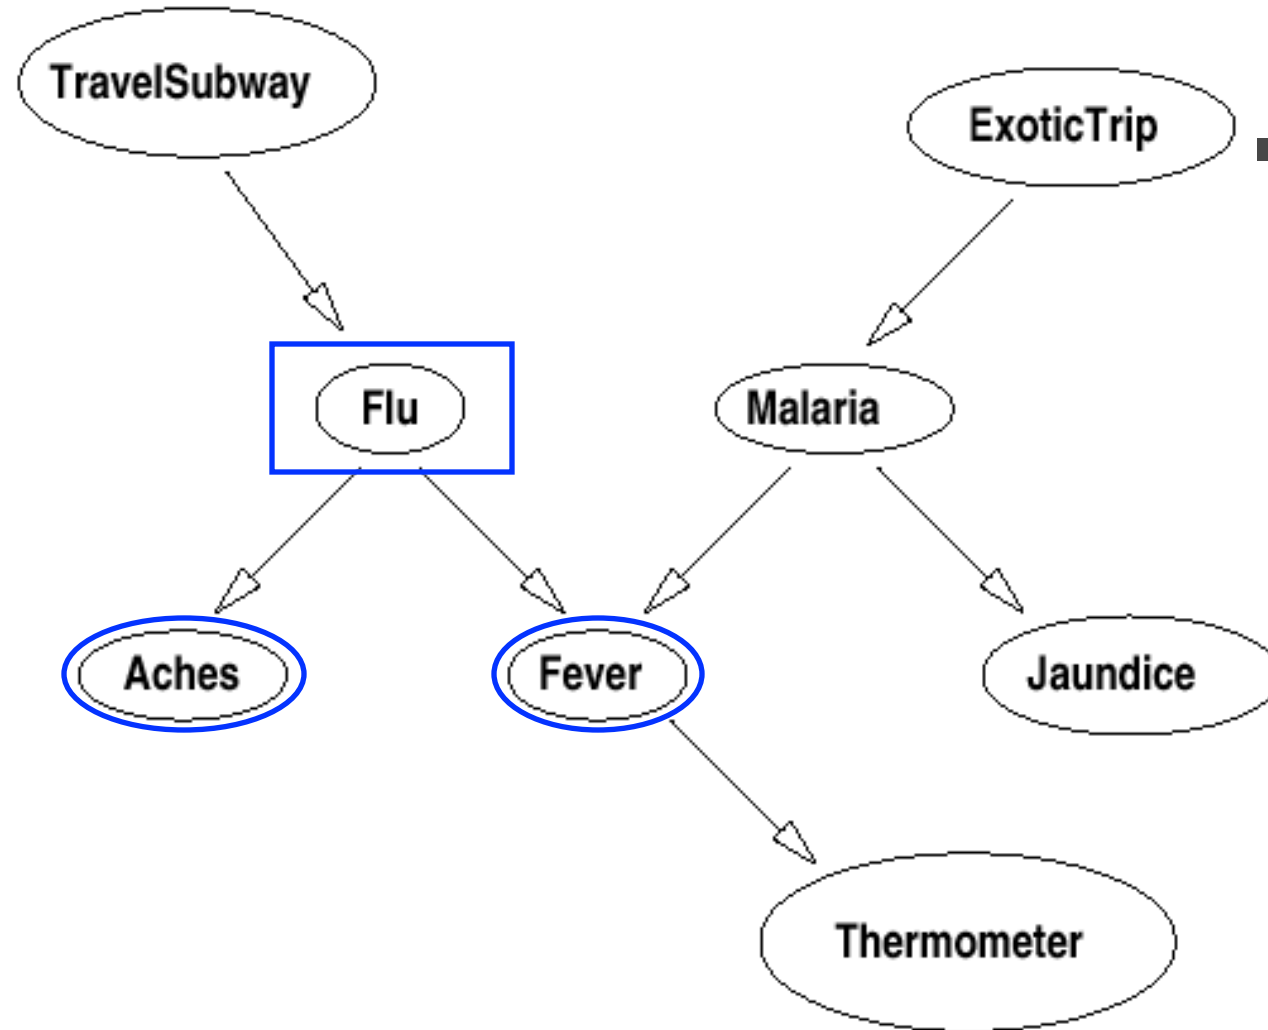 TravelSubway
ExoticTrip
Flu
Malaria
Aches
Fever
Jaundice
Thermometer